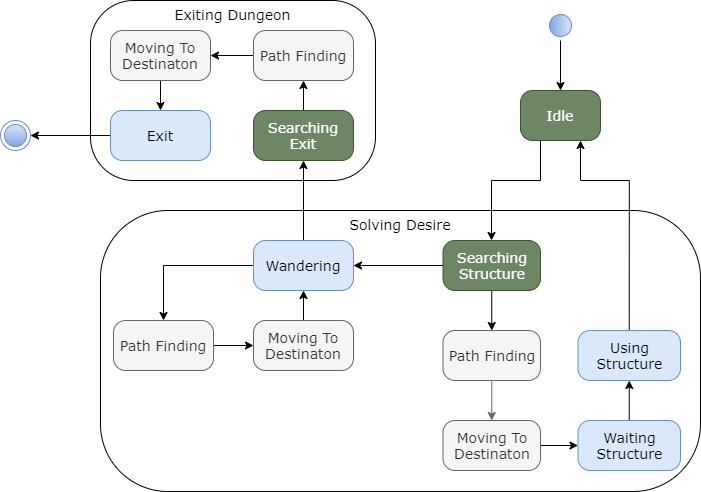 Exiting Dungeon
Moving To
Destinaton
Path Finding
Exit
Searching
Exit
Idle
Solving Desire
Wandering
Searching
Structure
Path Finding
Moving To
Destinaton
Path Finding
Using
Structure
Moving To
Destinaton
Waiting
Structure